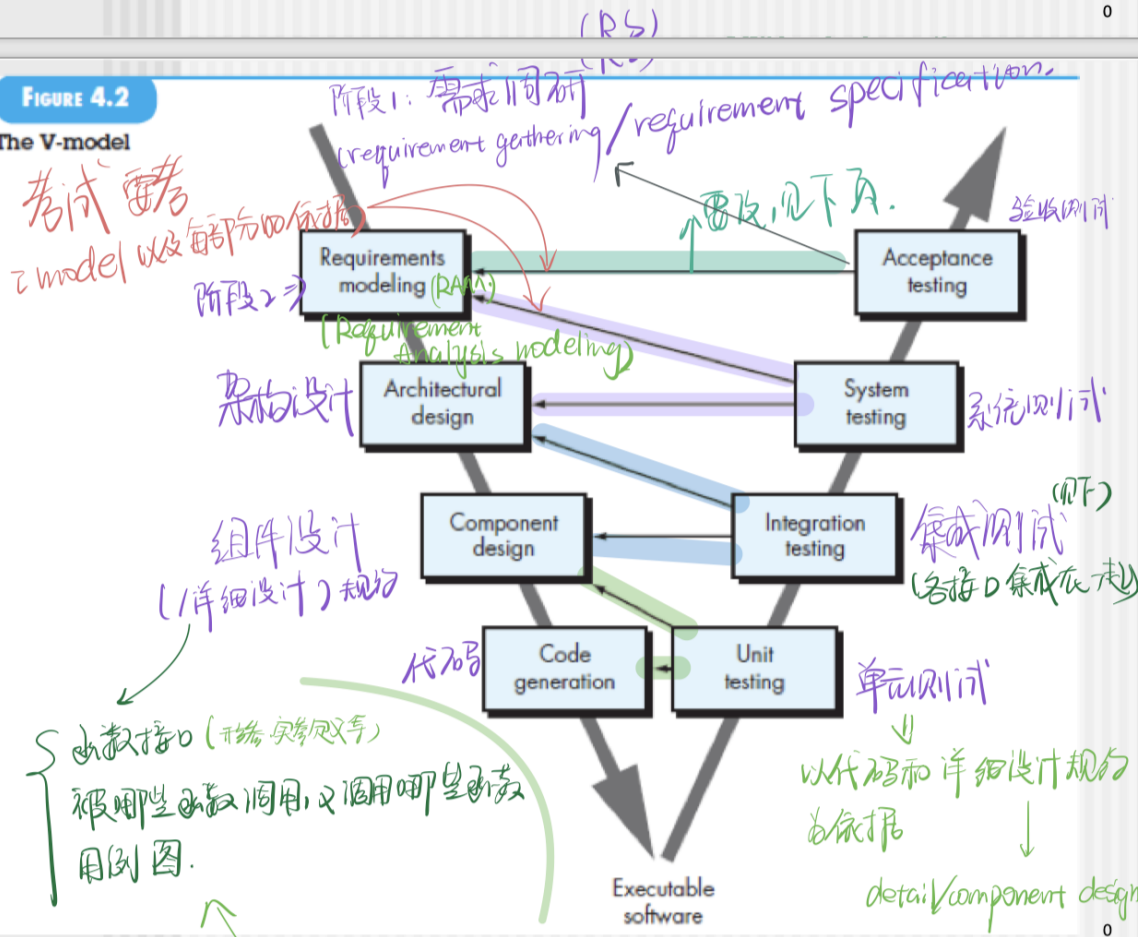 0
(RS)
FIGURE 4.2
The V-model
阶段1: 需求调研
(requirement gathering/requirement specification.
考试要考
V model 以及每部分的依据
要改,见下页.
验收测试
Requirements
modeling
(RAM)
阶段2 ⇒
(Requirement
Analysis modeling)
Acceptance
testing
架构设计
Architectural
design
System
testing
系统测试
组件设计
(/详细设计)规约
Component
design
Integration
testing
集成测试
(见下)
(各接口集成在一起)
代码
Code
generation
Unit
testing
单元测试
函数接口(形参、实参定义等)
被哪些函数调用,又调用哪些函数
用例图.
以代码和详细设计规约
为依据
detail/component design
Executable
software
0